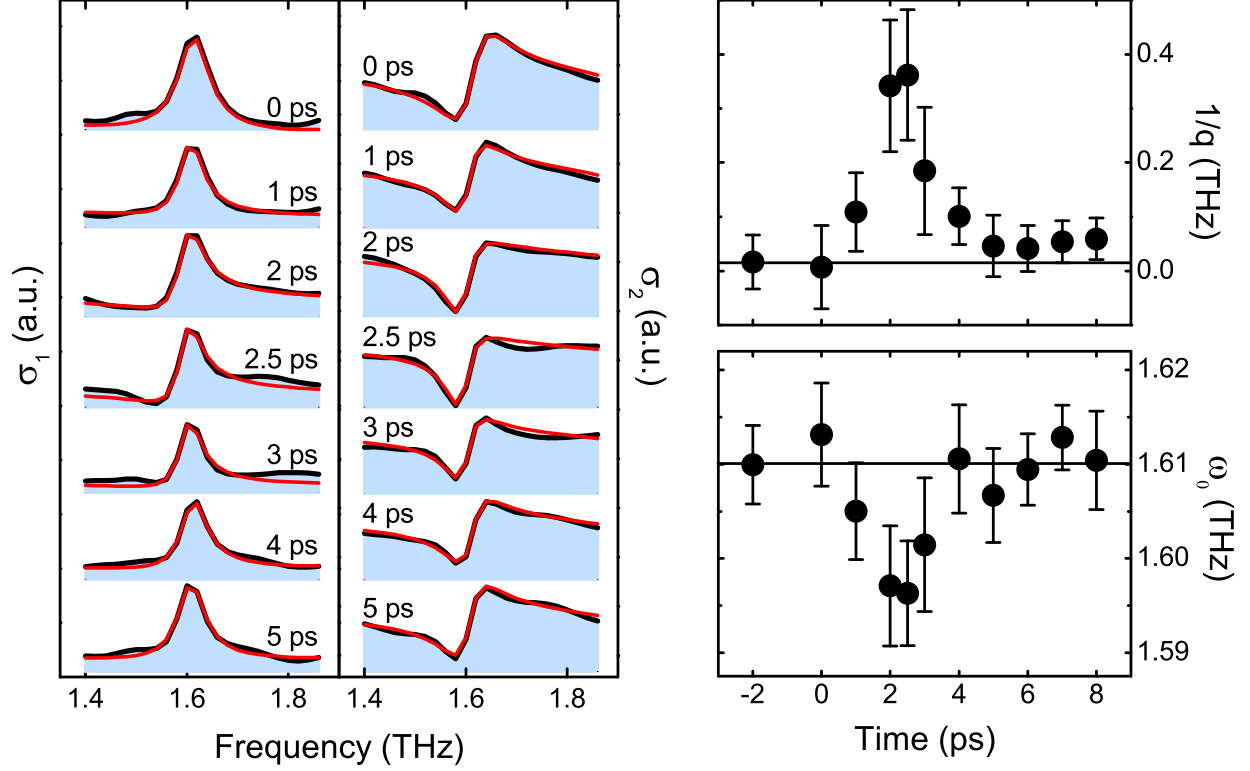 0 ps
1 ps
2 ps
2.5 ps
3 ps
4 ps
5 ps
σ1 (a.u.)
1.4
1.6
1.8
0 ps
1 ps
2 ps
2.5 ps
3 ps
4 ps
5 ps
σ2 (a.u.)
1.4
1.6
1.8
Frequency (THz)
0.4
0.2
0.0
1/q (THz)
1.62
1.61
1.60
1.59
ω0 (THz)
-2
0
2
4
6
8
Time (ps)